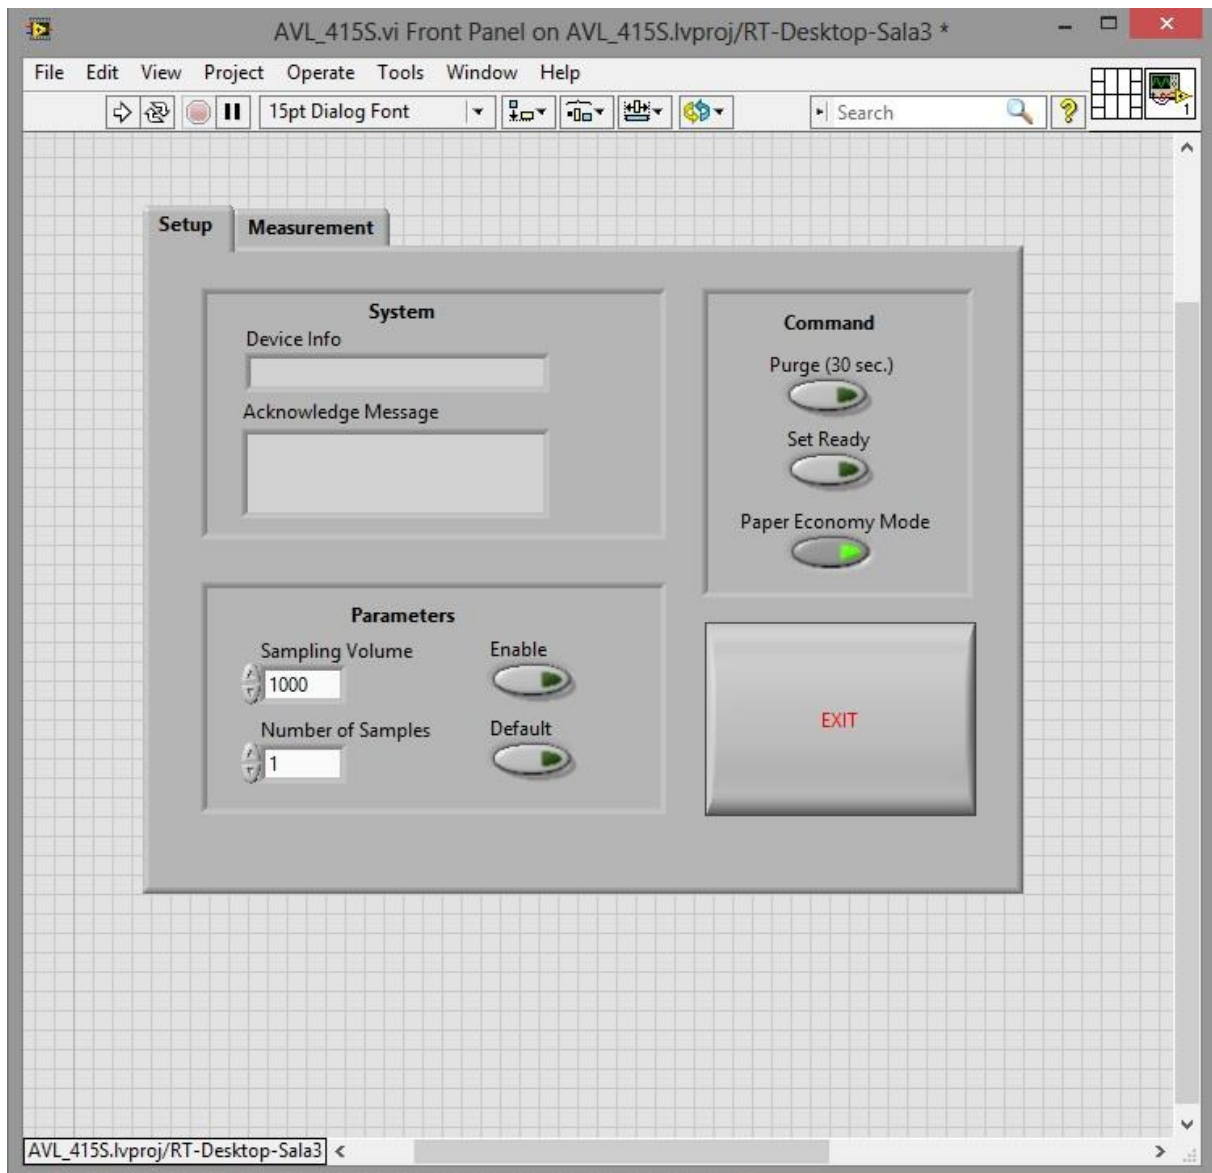 AVL_415S.vi Front Panel on AVL_415S.lvproj/RT-Desktop-Sala3 *
File Edit View Project Operate Tools Window Help
15pt Dialog Font
Search
1
Setup Measurement
System
Device Info
Acknowledge Message
Command
Purge (30 sec.)
Set Ready
Paper Economy Mode
Parameters
Sampling Volume Enable
1000
Number of Samples Default
1
EXIT
AVL_415S.lvproj/RT-Desktop-Sala3